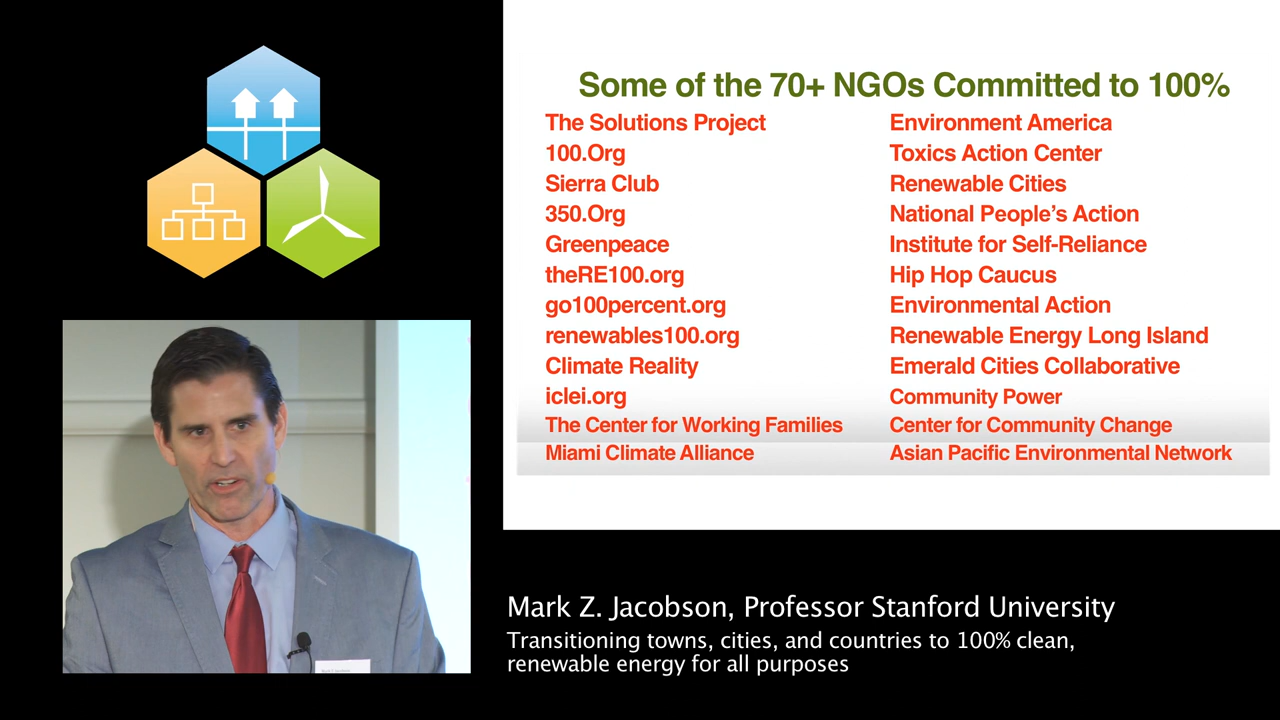 Some of the 70+ NGOs Committed to 100%
The Solutions Project
100.Org
Sierra Club
350.Org
Greenpeace
theRE100.org
go100percent.org
renewables100.org
Climate Reality
iclei.org
The Center for Working Families
Miami Climate Alliance
Environment America
Toxics Action Center
Renewable Cities
National People's Action
Institute for Self-Reliance
Hip Hop Caucus
Environmental Action
Renewable Energy Long Island
Emerald Cities Collaborative
Community Power
Center for Community Change
Asian Pacific Environmental Network
Mark Z. Jacobson, Professor Stanford University
Transitioning towns, cities, and countries to 100% clean,
renewable energy for all purposes